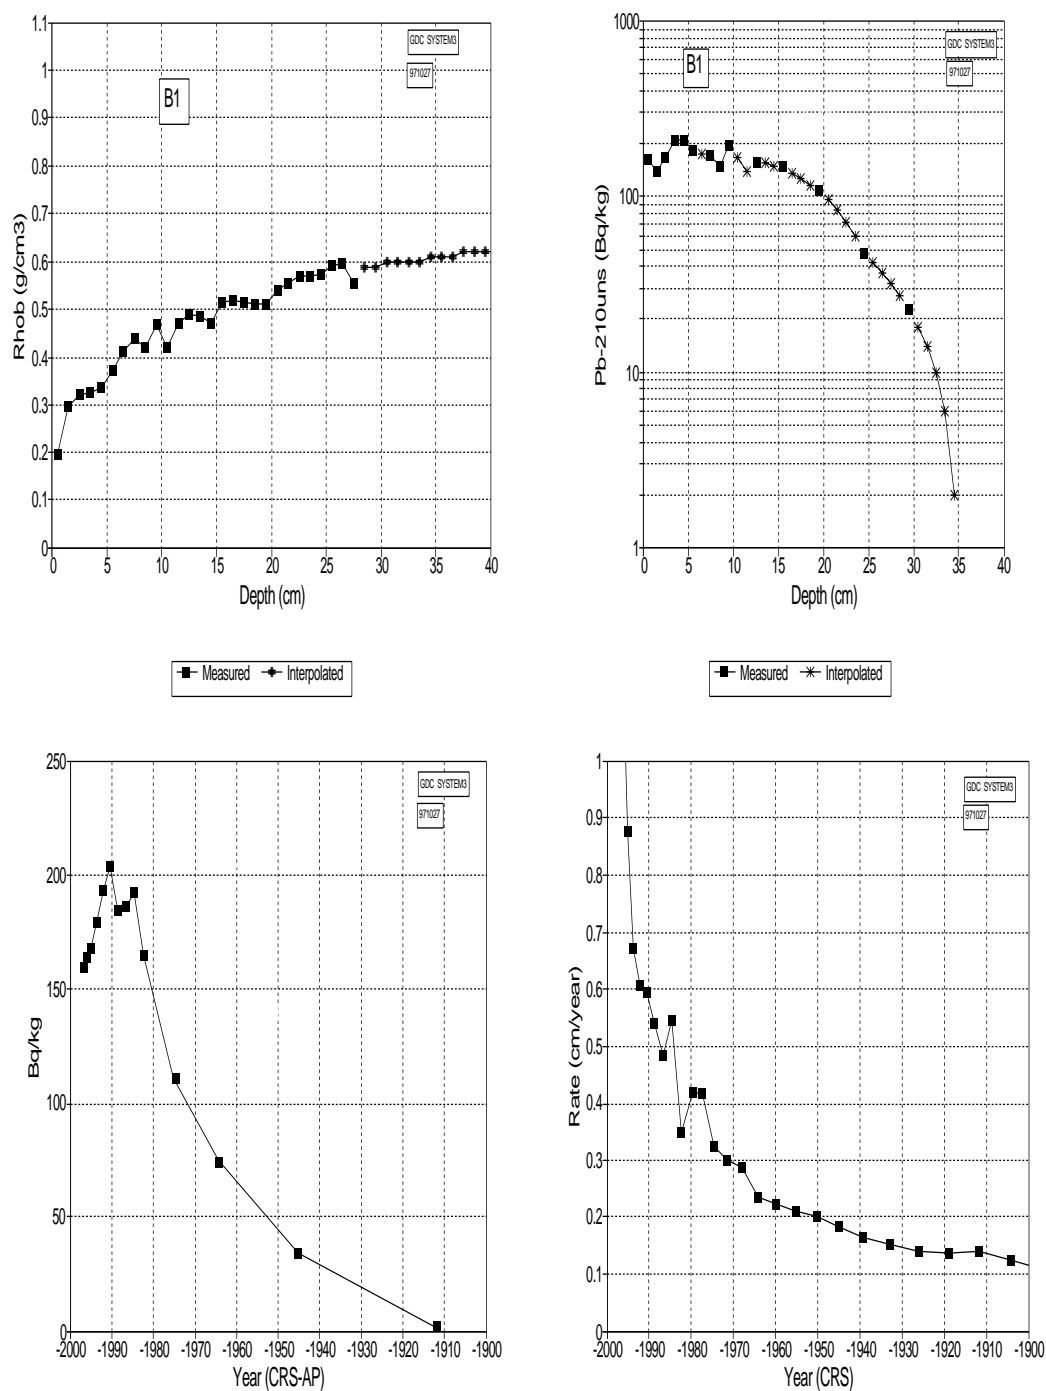 1.1
1
0.9
0.8
0.7
0.6
0.5
0.4
0.3
0.2
0.1
0
Rhob (g/cm3)
GDC SYSTEM3
971027
B1
0 5 10 15 20 25 30 35 40
Depth (cm)
Measured Interpolated
1000
100
10
1
Pb-210uns (Bq/kg)
GDC SYSTEM3
971027
B1
0 5 10 15 20 25 30 35 40
Depth (cm)
Measured Interpolated
250
200
150
100
50
0
Bq/kg
GDC SYSTEM3
971027
-2000 -1990 -1980 -1970 -1960 -1950 -1940 -1930 -1920 -1910 -1900
Year (CRS-AP)
1
0.9
0.8
0.7
0.6
0.5
0.4
0.3
0.2
0.1
Rate (cm/year)
GDC SYSTEM3
971027
-2000 -1990 -1980 -1970 -1960 -1950 -1940 -1930 -1920 -1910 -1900
Year (CRS)